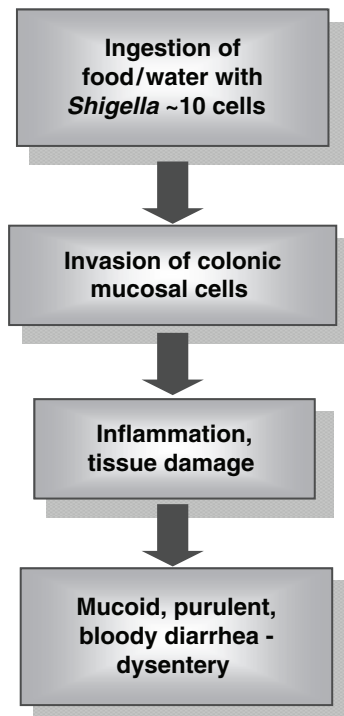 Ingestion of
food/water with
Shigella ~10 cells
Invasion of colonic
mucosal cells
Inflammation,
tissue damage
Mucoid, purulent,
bloody diarrhea -
dysentery